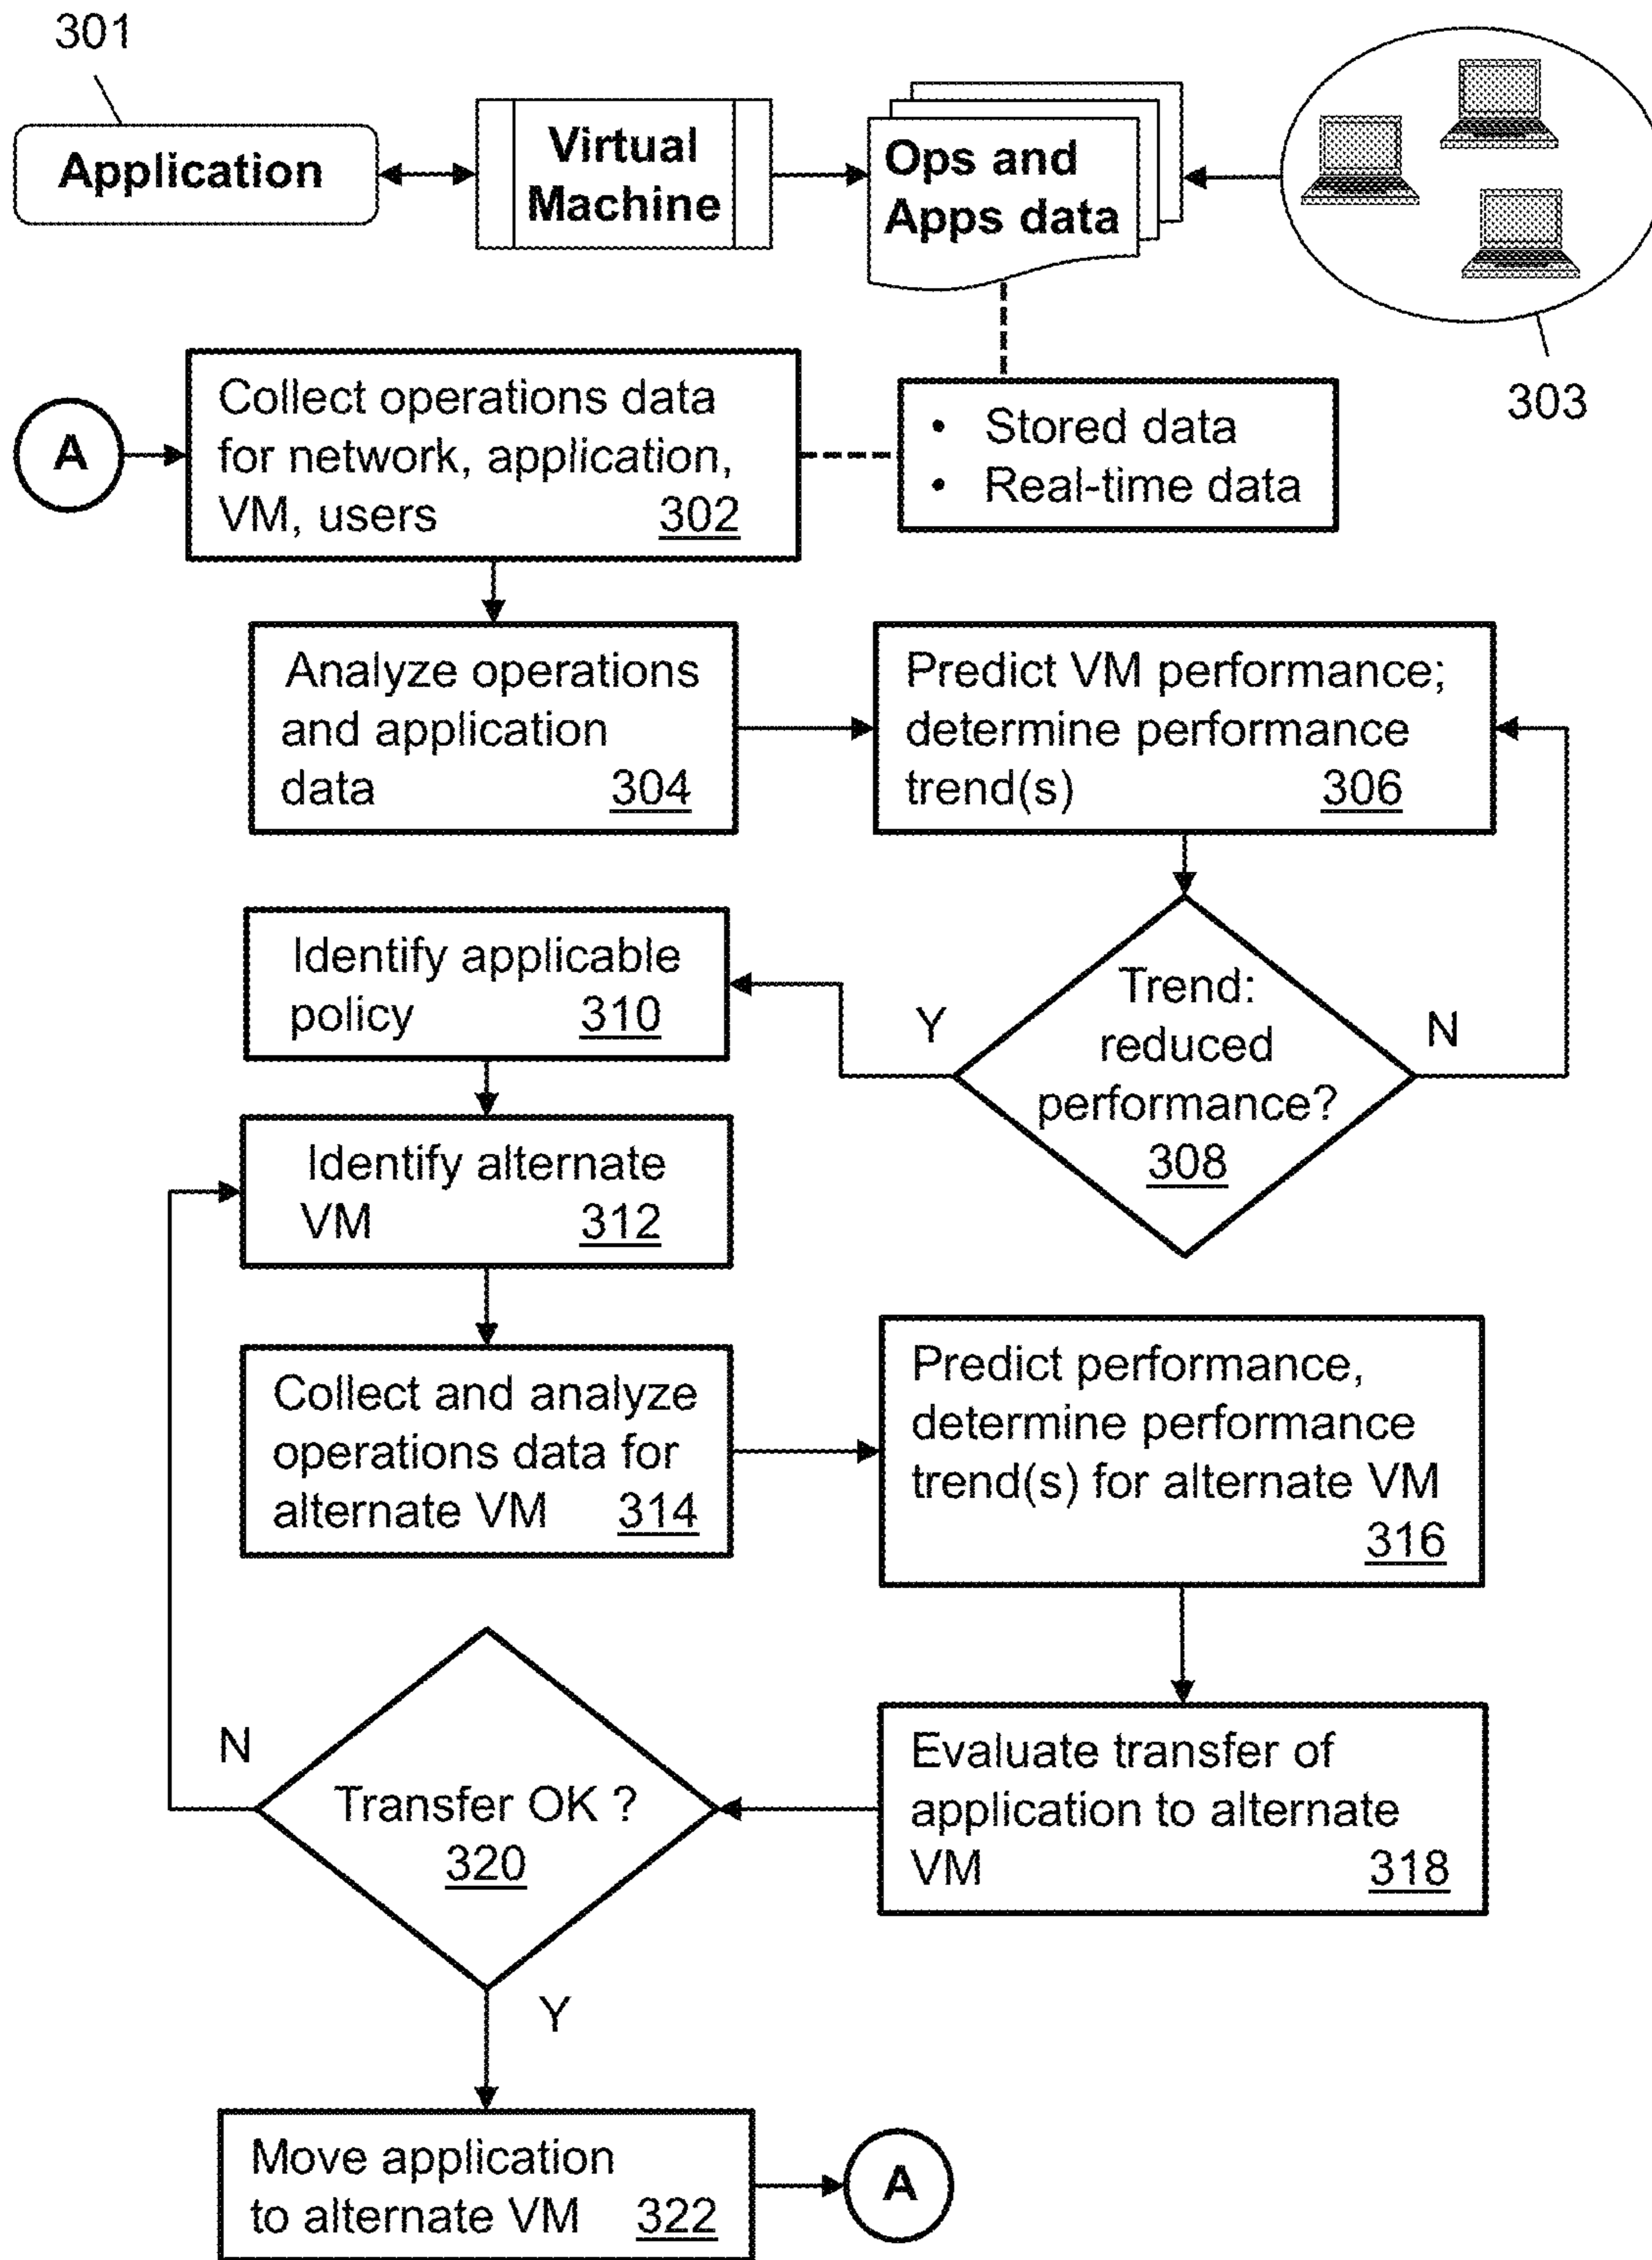 301
Application
Virtual
Machine
Ops and
Apps data
303
A
Collect operations data
for network, application,
VM, users 302
• Stored data
• Real-time data
Analyze operations
and application
data 304
Predict VM performance;
determine performance
trend(s) 306
Identify applicable
policy 310
Y
Trend:
reduced
performance?
308
N
Identify alternate
VM 312
Collect and analyze
operations data for
alternate VM 314
Predict performance,
determine performance
trend(s) for alternate VM
316
N
Transfer OK ?
320
Evaluate transfer of
application to alternate
VM 318
Y
Move application
to alternate VM 322
A